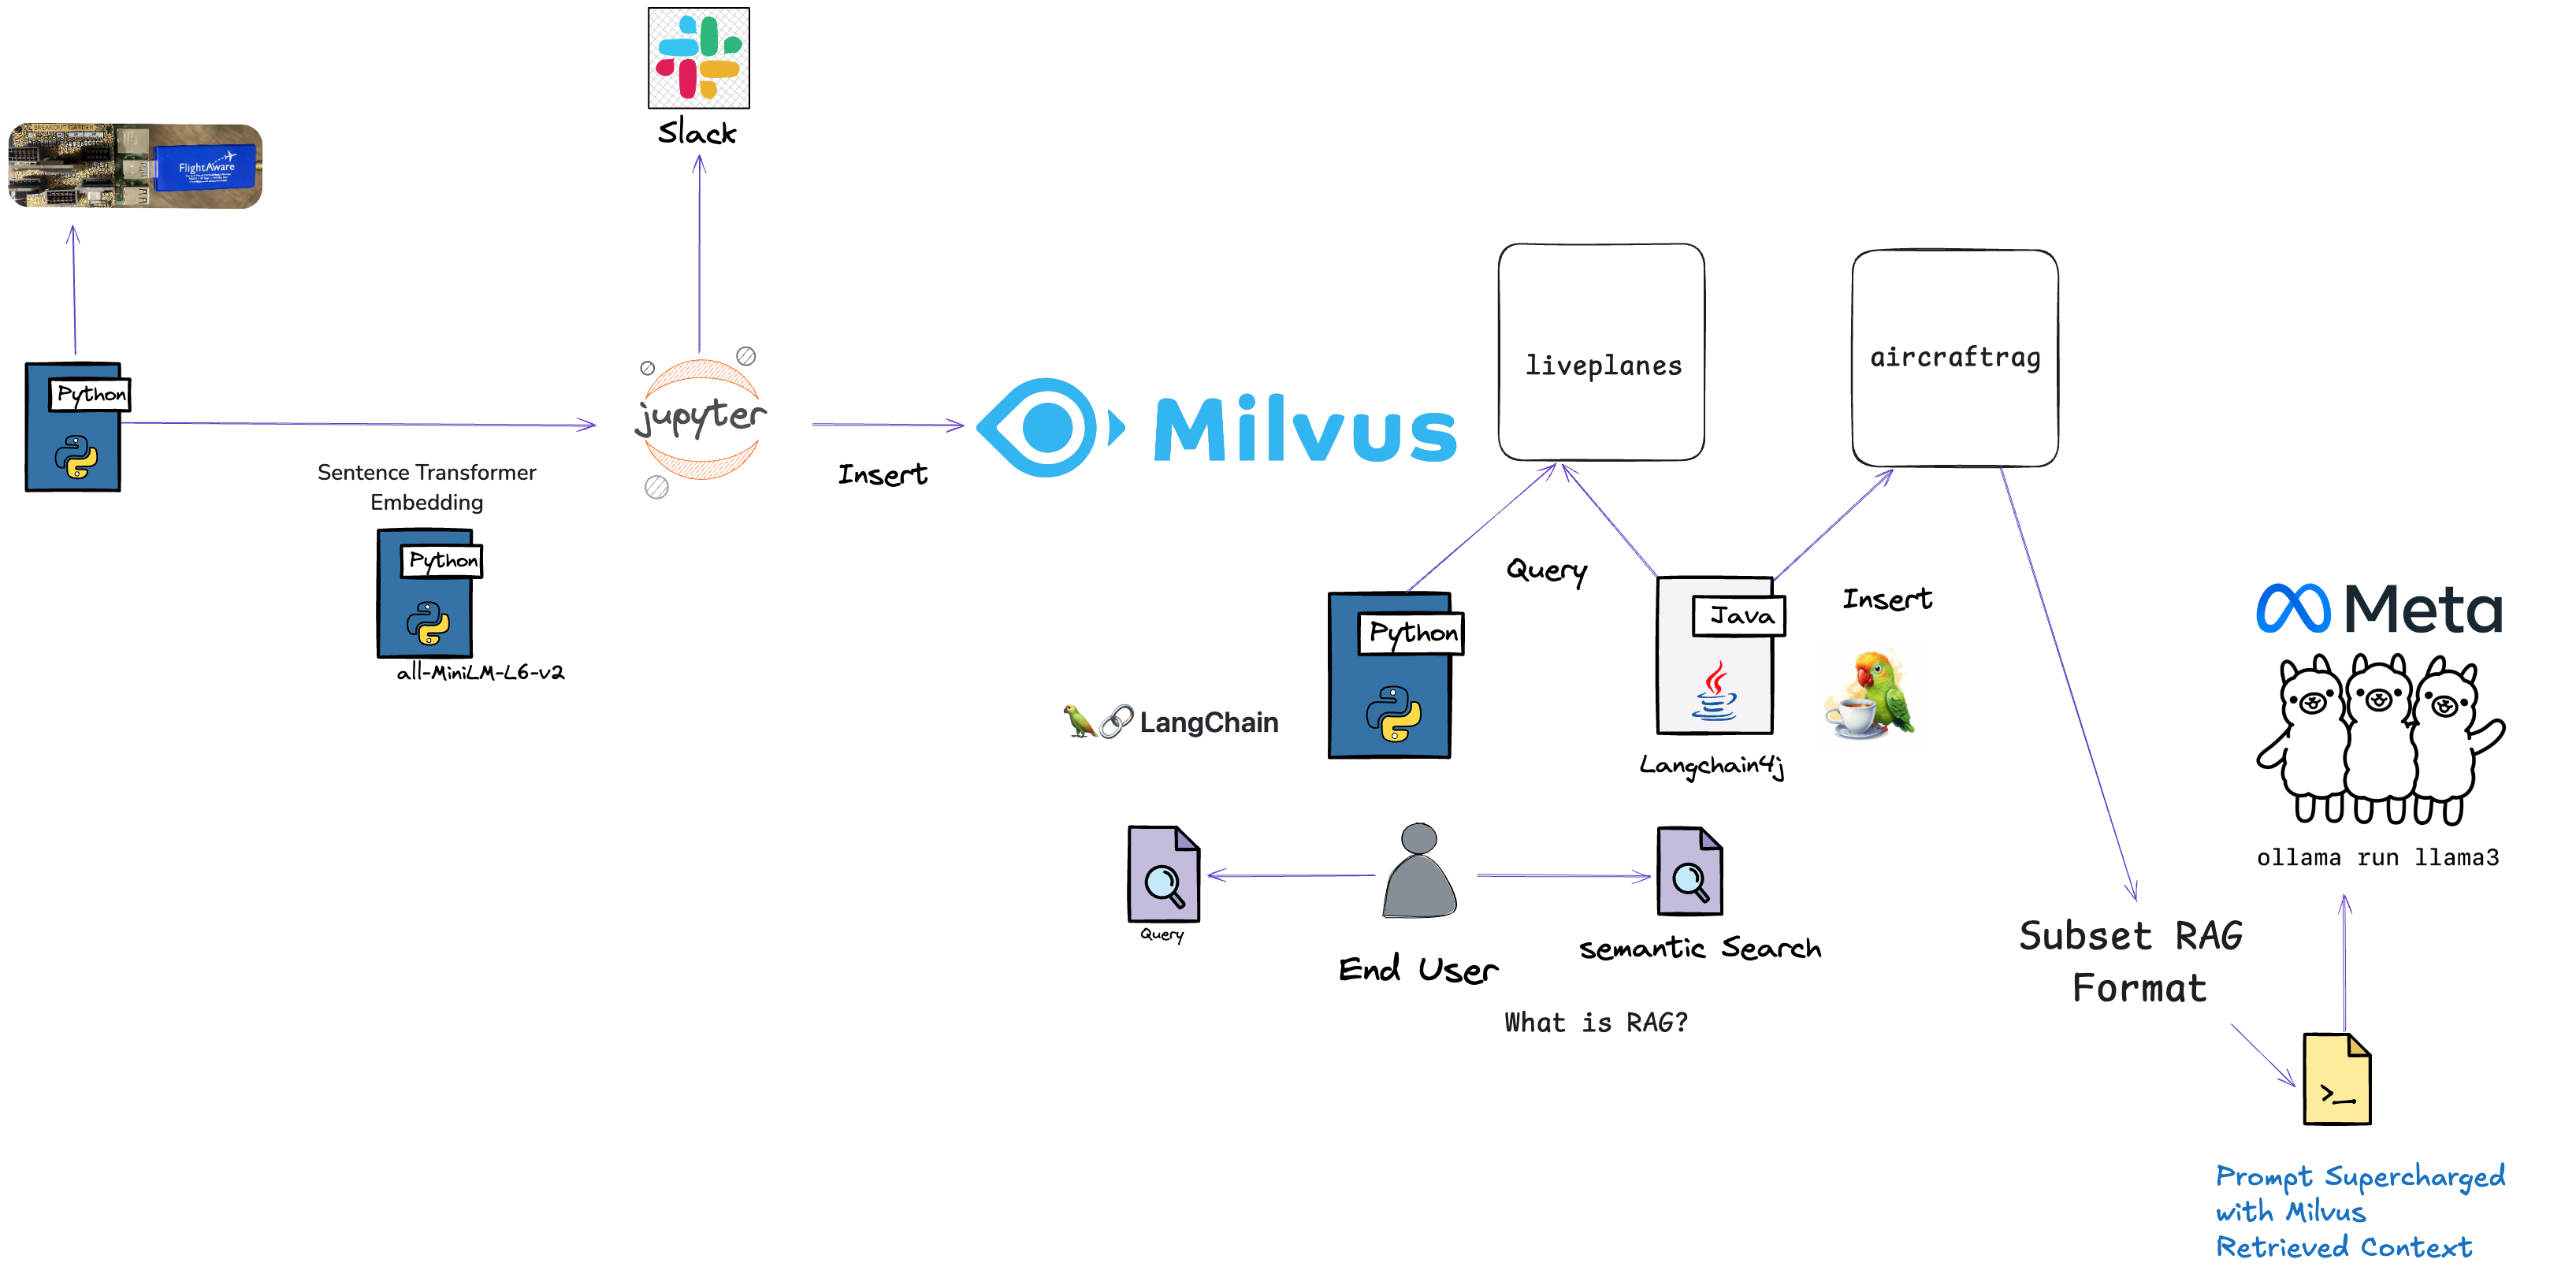 Slack
BREAKOUT GARDEN
FlightAware
Python
jupyter
Sentence Transformer
Embedding
Python
all-MiniLM-L6-v2
Insert
Milvus
liveplanes
aircraftrag
Query
Insert
Python
Java
LangChain
Langchain4j
Query
End User
semantic Search
What is RAG?
Meta
ollama run llama3
Subset RAG
Format
>_
Prompt Supercharged
with Milvus
Retrieved Context